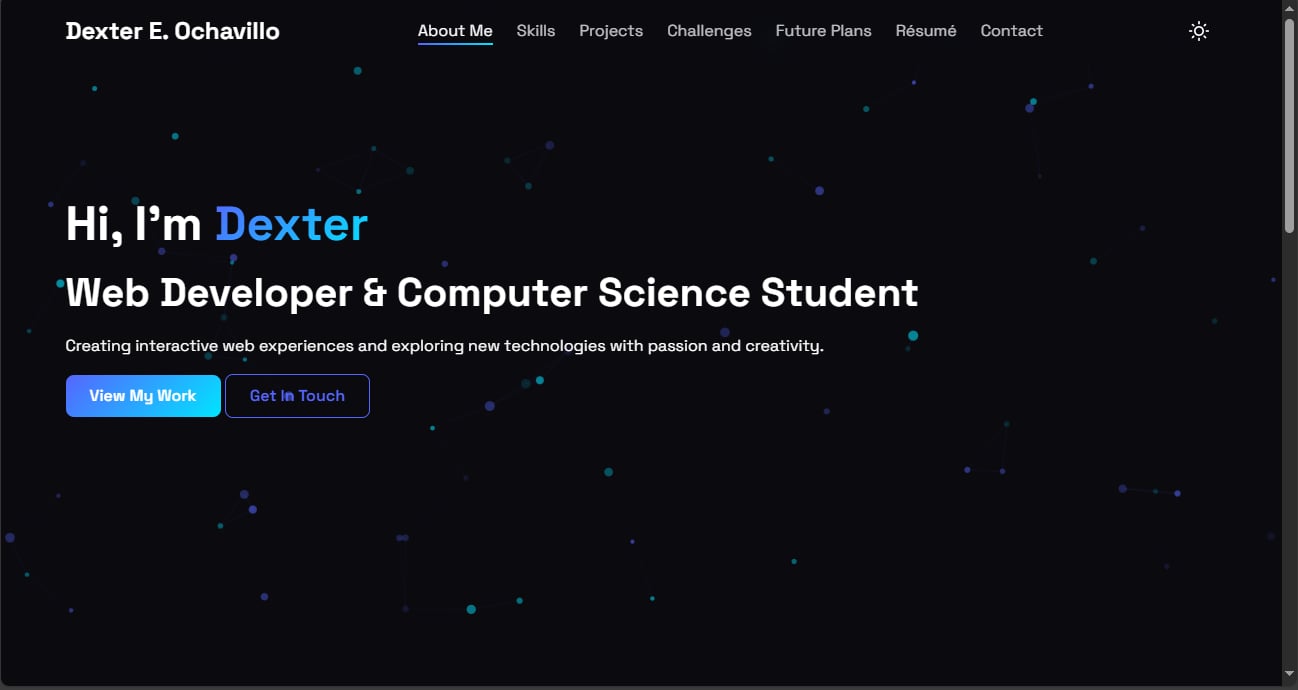 Dexter E. Ochavillo
About Me Skills Projects Challenges Future Plans Résumé Contact
Hi, I'm Dexter
Web Developer & Computer Science Student
Creating interactive web experiences and exploring new technologies with passion and creativity.
View My Work Get In Touch